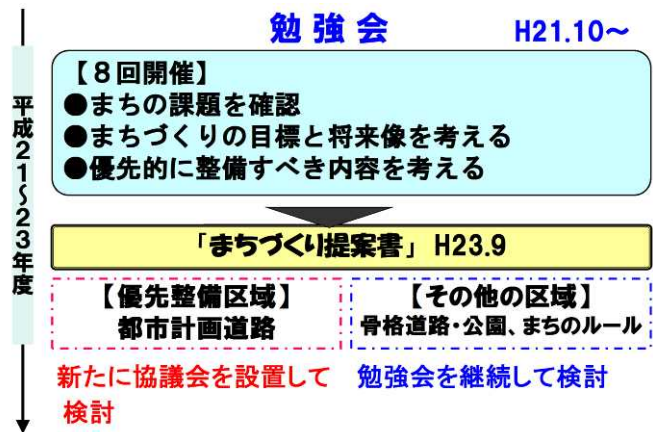 勉強会 H21.10～
平成21～23年度
【8回開催】
●まちの課題を確認
●まちづくりの目標と将来像を考える
●優先的に整備すべき内容を考える
「まちづくり提案書」 H23.9
【優先整備区域】
都市計画道路
【その他の区域】
骨格道路・公園、まちのルール
新たに協議会を設置して
検討
勉強会を継続して検討